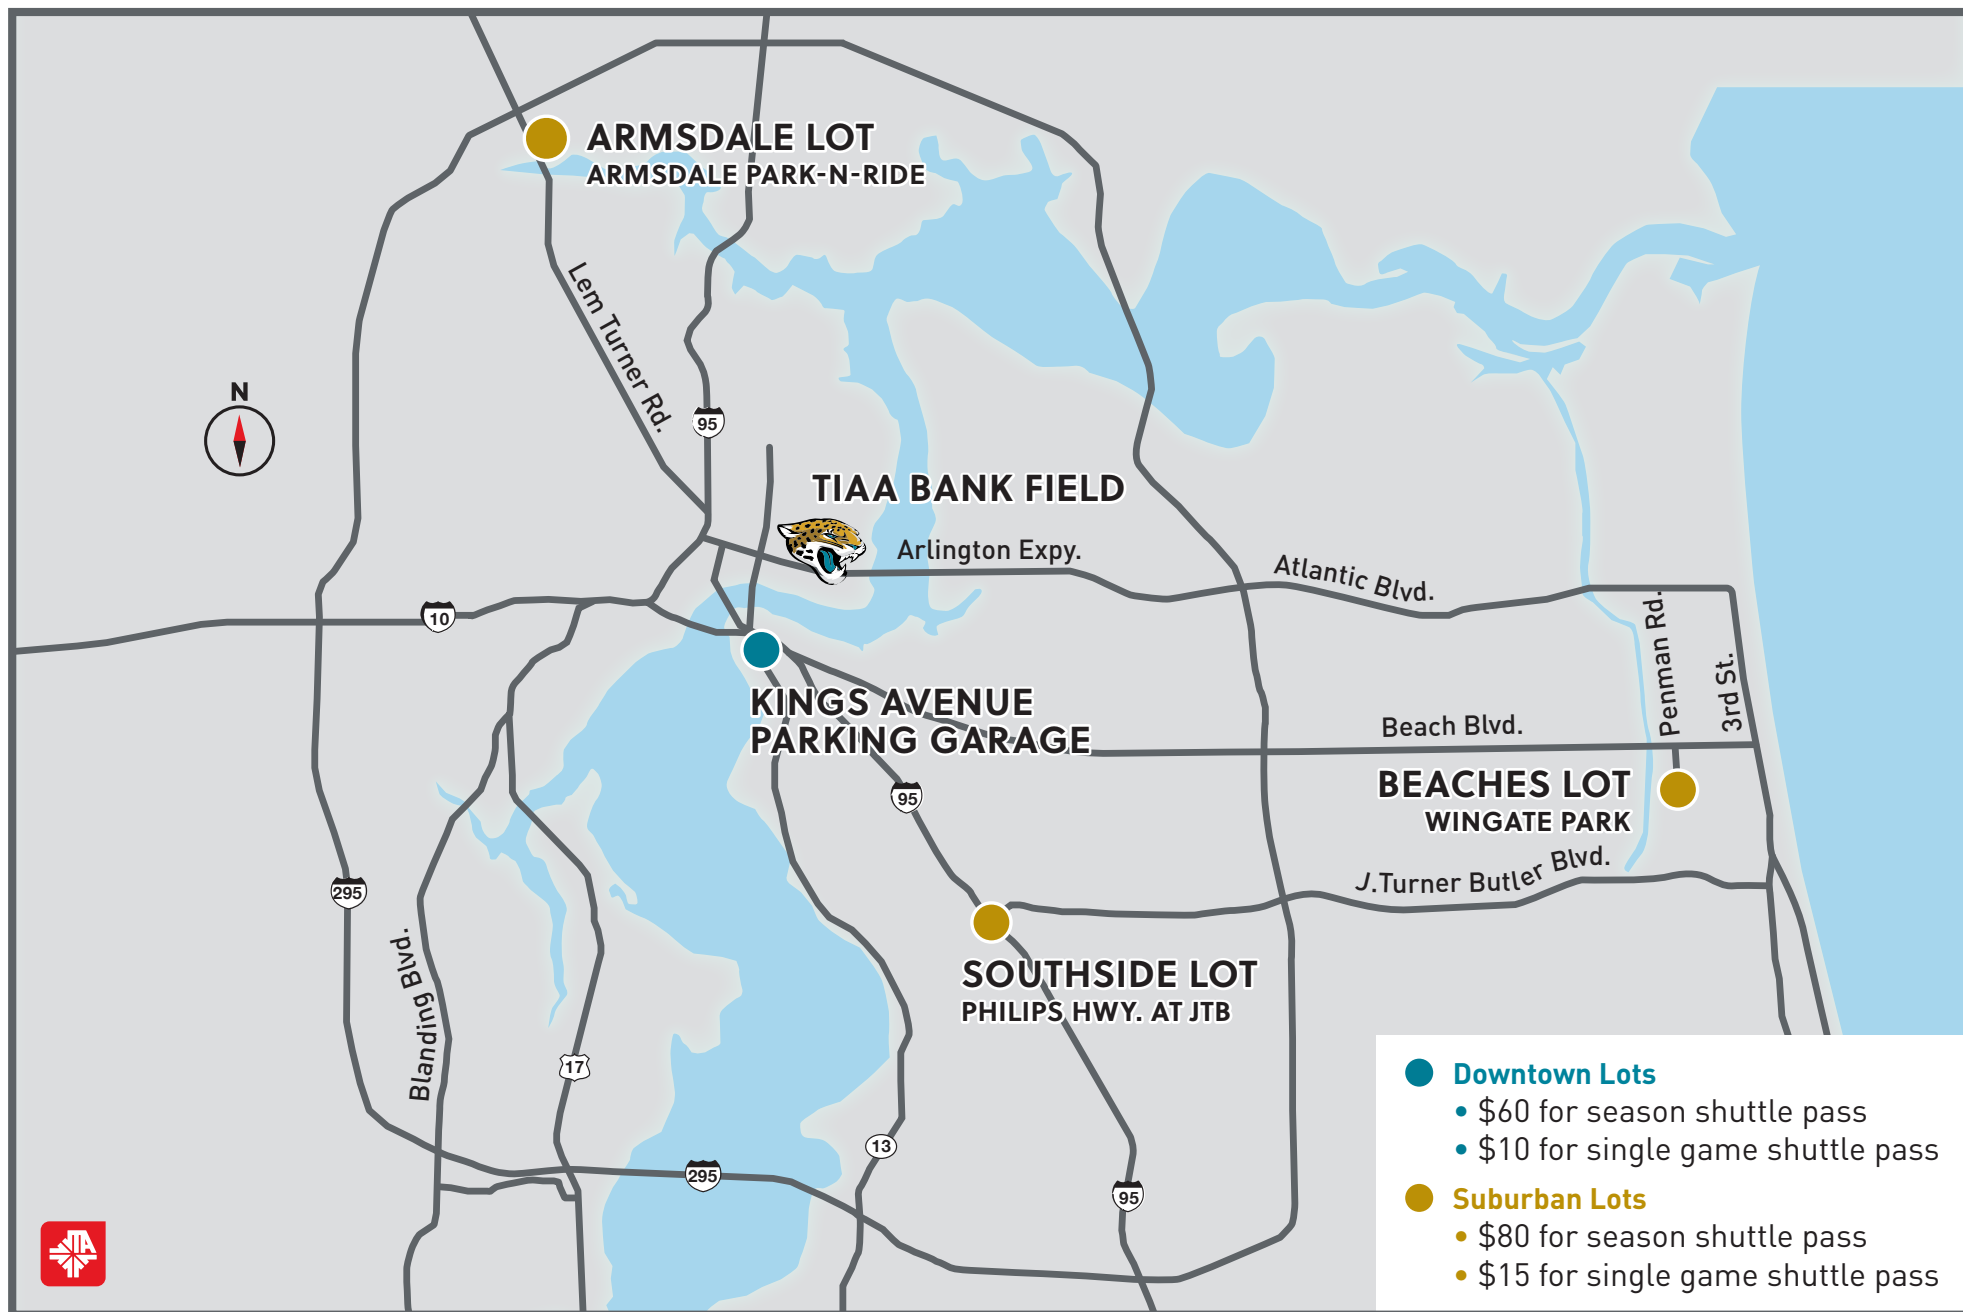 ARMSDALE LOT
ARMSDALE PARK-N-RIDE
Lem Turner Rd.
N
95
TIAA BANK FIELD
Arlington Expy.
Atlantic Blvd.
10
Penman Rd.
3rd St.
KINGS AVENUE
PARKING GARAGE
Beach Blvd.
95
BEACHES LOT
WINGATE PARK
J.Turner Butler Blvd.
295
Blanding Blvd.
SOUTHSIDE LOT
PHILIPS HWY. AT JTB
17
13
295
95
JTA
Downtown Lots
• $60 for season shuttle pass
• $10 for single game shuttle pass
Suburban Lots
• $80 for season shuttle pass
• $15 for single game shuttle pass